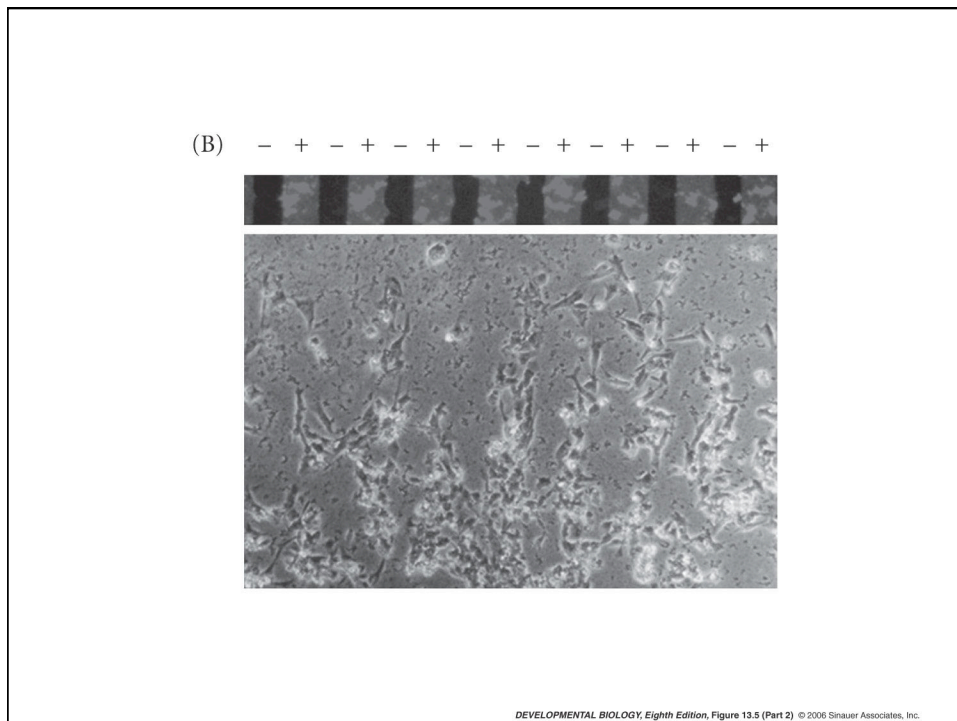 (B) – + – + – + – + – + – + – + – +
DEVELOPMENTAL BIOLOGY, Eighth Edition, Figure 13.5 (Part 2) © 2006 Sinauer Associates, Inc.